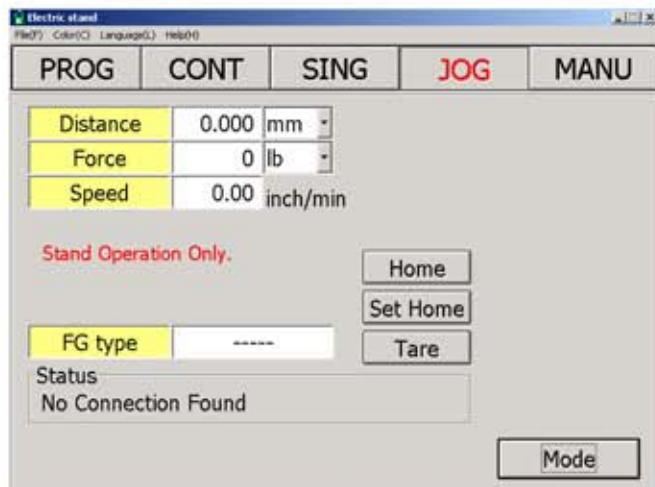 Electric stand
File(F) Color(C) Language(L) Help(H)
PROG CONT SING JOG MANU
Distance 0.000 mm
Force 0 lb
Speed 0.00 inch/min
Stand Operation Only.
Home
Set Home
FG type ----- Tare
Status
No Connection Found
Mode